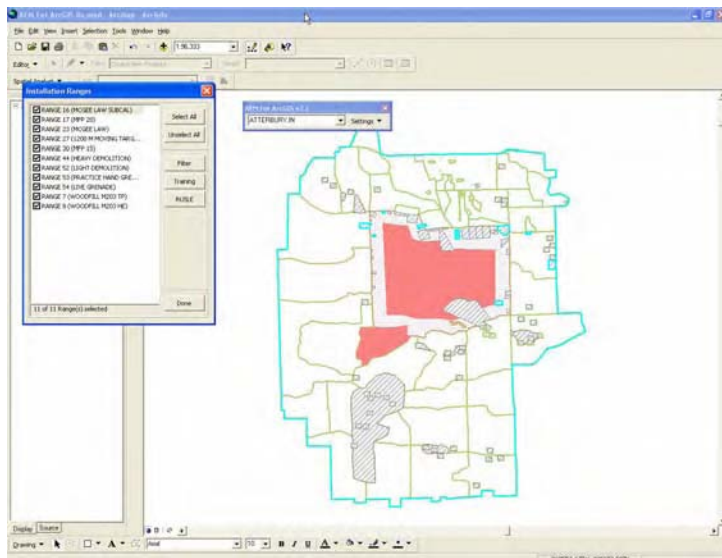 File Edit View Insert Selection Tools Window Help
1:96,333
Editor
Spatial Analyst
Installation Ranges
RANGE 16 (MOSEE LAW SUBCAL)
RANGE 17 (MPP 20)
RANGE 23 (MOSEE LAW)
RANGE 27 (1200 M MOVING TARG...
RANGE 30 (MPP 15)
RANGE 44 (HEAVY DEMOLITION)
RANGE 52 (LIGHT DEMOLITION)
RANGE 53 (PRACTICE HAND GRE...
RANGE 54 (LIVE GRENADE)
RANGE 7 (WOODFILL M203 TP)
RANGE 8 (WOODFILL M203 HE)
Select All
Unselect All
Filter
Training
RUSLE
Done
11 of 11 Range(s) selected
ATTERBURY.IN
Settings
Display Source
Drawing
A
Arial
10
B I U A